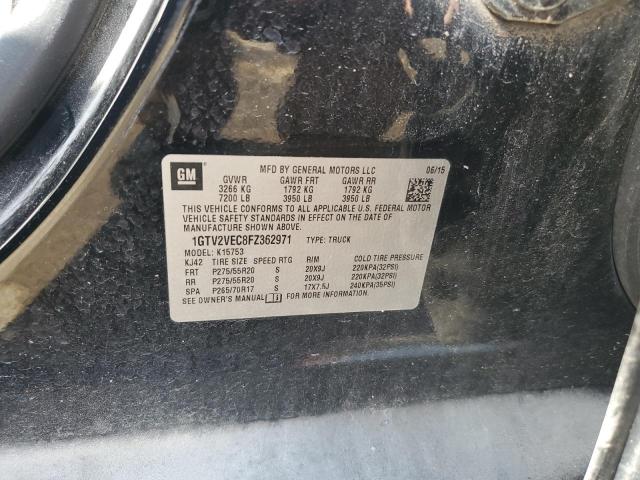 GM
MFD BY GENERAL MOTORS LLC 06/15
GVWR GAWR FRT GAWR RR
3266 KG 1792 KG 1792 KG
7200 LB 3950 LB 3950 LB
THIS VEHICLE CONFORMS TO ALL APPLICABLE U.S. FEDERAL MOTOR
VEHICLE SAFETY STANDARDS IN EFFECT ON THE DATE OF
MANUFACTURE SHOWN ABOVE.
1GTV2VEC8FZ362971 TYPE: TRUCK
MODEL: K15753
KJ42 TIRE SIZE SPEED RTG RIM COLD TIRE PRESSURE
FRT P275/55R20 S 20X9J 220KPA(32PSI)
RR P275/55R20 S 20X9J 220KPA(32PSI)
SPA P265/70R17 S 17X7.5J 240KPA(35PSI)
SEE OWNER'S MANUAL FOR MORE INFORMATION.